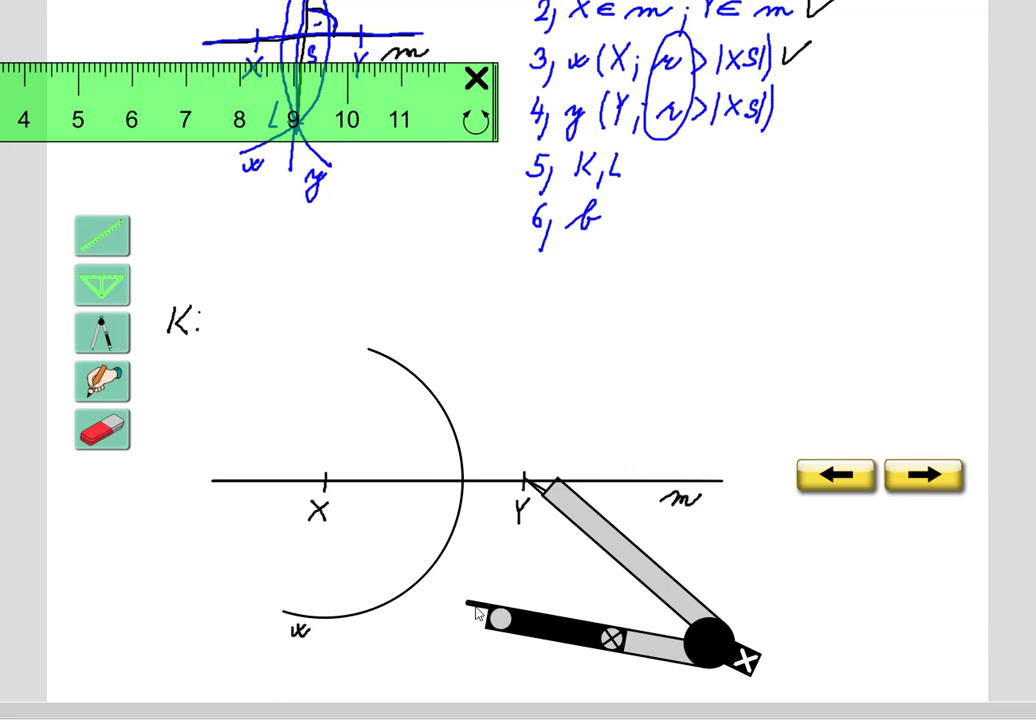 2, X ∈ m ; Y ∈ m ✓
X S Y m
3, x (X; r > |XS|) ✓
4 5 6 7 8 L 9 10 11
4, y (Y; r > |XS|)
x y
5, K, L
6, b
K:
X Y m
x